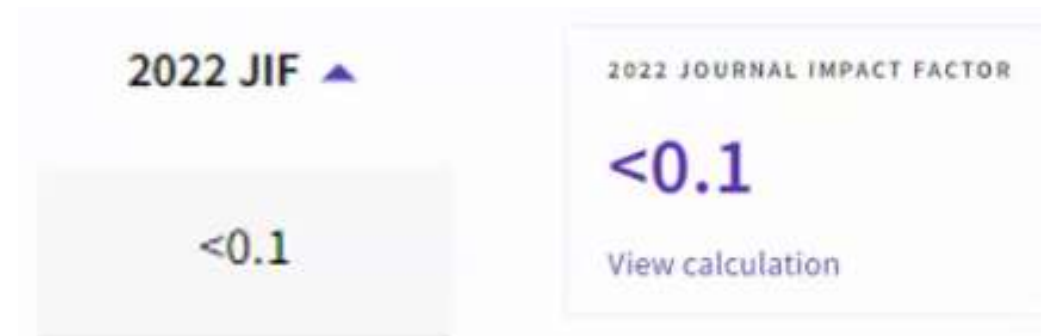 2022 JIF
<0.1
2022 JOURNAL IMPACT FACTOR
<0.1
View calculation